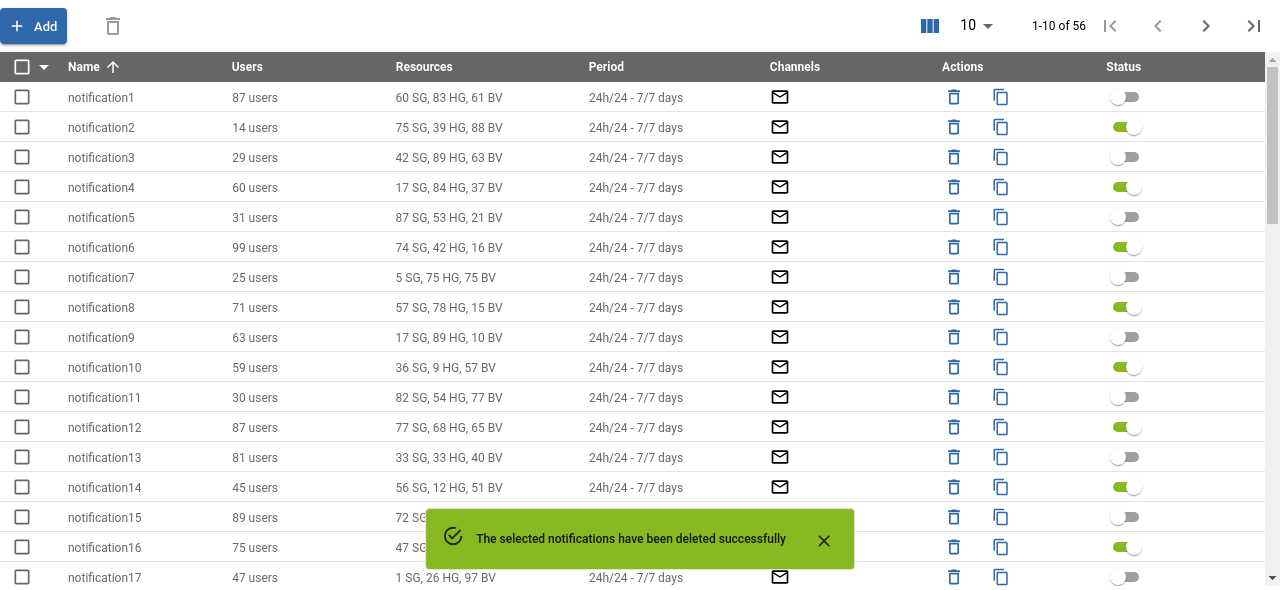 Add 10 1-10 of 56
Name Users Resources Period Channels Actions Status
notification1 87 users 60 SG, 83 HG, 61 BV 24h/24 - 7/7 days
notification2 14 users 75 SG, 39 HG, 88 BV 24h/24 - 7/7 days
notification3 29 users 42 SG, 89 HG, 63 BV 24h/24 - 7/7 days
notification4 60 users 17 SG, 84 HG, 37 BV 24h/24 - 7/7 days
notification5 31 users 87 SG, 53 HG, 21 BV 24h/24 - 7/7 days
notification6 99 users 74 SG, 42 HG, 16 BV 24h/24 - 7/7 days
notification7 25 users 5 SG, 75 HG, 75 BV 24h/24 - 7/7 days
notification8 71 users 57 SG, 78 HG, 15 BV 24h/24 - 7/7 days
notification9 63 users 17 SG, 89 HG, 10 BV 24h/24 - 7/7 days
notification10 59 users 36 SG, 9 HG, 57 BV 24h/24 - 7/7 days
notification11 30 users 82 SG, 54 HG, 77 BV 24h/24 - 7/7 days
notification12 87 users 77 SG, 68 HG, 65 BV 24h/24 - 7/7 days
notification13 81 users 33 SG, 33 HG, 40 BV 24h/24 - 7/7 days
notification14 45 users 56 SG, 12 HG, 51 BV 24h/24 - 7/7 days
notification15 89 users 72 SG
notification16 75 users 47 SG
The selected notifications have been deleted successfully
notification17 47 users 1 SG, 26 HG, 97 BV 24h/24 - 7/7 days